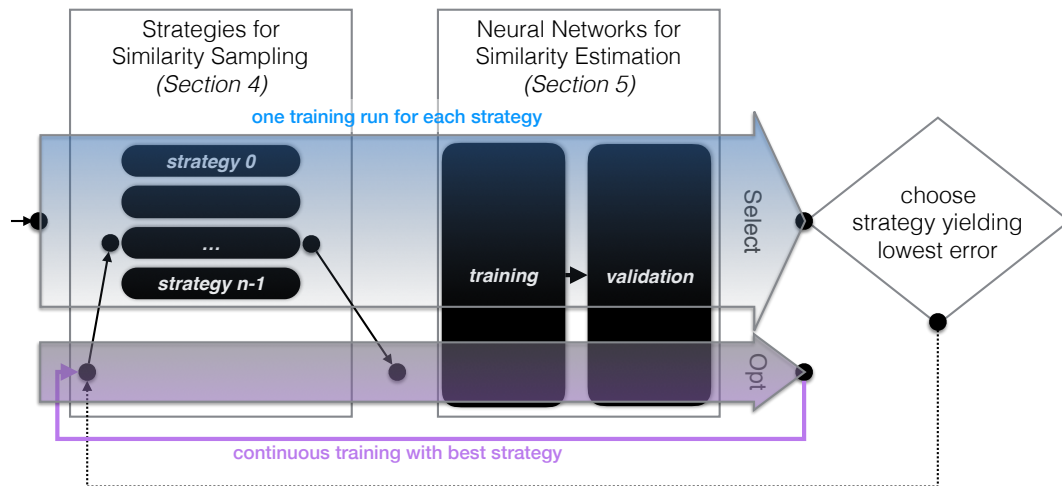 Strategies for
Similarity Sampling
(Section 4)
Neural Networks for
Similarity Estimation
(Section 5)
one training run for each strategy
strategy 0
...
strategy n-1
training
validation
Select
choose
strategy yielding
lowest error
Opt
continuous training with best strategy